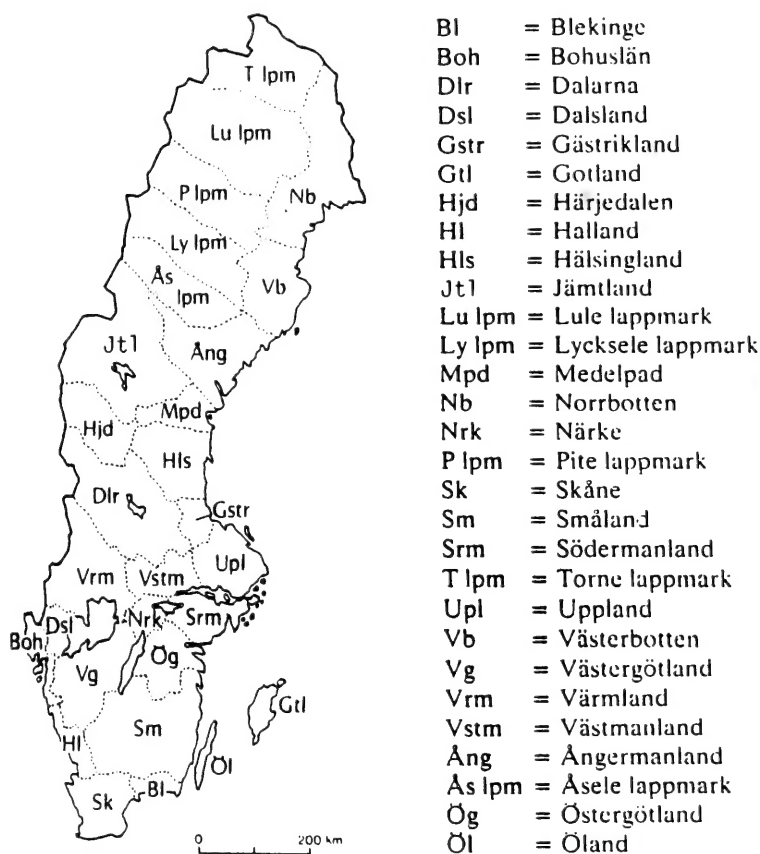 T lpm
Lu lpm
P lpm
Nb
Ly lpm
Ås
lpm
Vb
Jtl
Ång
Mpd
Hjd
Hls
Dlr
Gstr
Upl
Vrm
Vstm
Dsl
Nrk
Srm
Boh
Vg
Ög
Gtl
Sm
Hl
Öl
Bl
Sk
0 200 km
Bl = Blekinge
Boh = Bohuslän
Dlr = Dalarna
Dsl = Dalsland
Gstr = Gästrikland
Gtl = Gotland
Hjd = Härjedalen
Hl = Halland
Hls = Hälsingland
Jtl = Jämtland
Lu lpm = Lule lappmark
Ly lpm = Lycksele lappmark
Mpd = Medelpad
Nb = Norrbotten
Nrk = Närke
P lpm = Pite lappmark
Sk = Skåne
Sm = Småland
Srm = Södermanland
T lpm = Torne lappmark
Upl = Uppland
Vb = Västerbotten
Vg = Västergötland
Vrm = Värmland
Vstm = Västmanland
Ång = Ångermanland
Ås lpm = Åsele lappmark
Ög = Östergötland
Öl = Öland